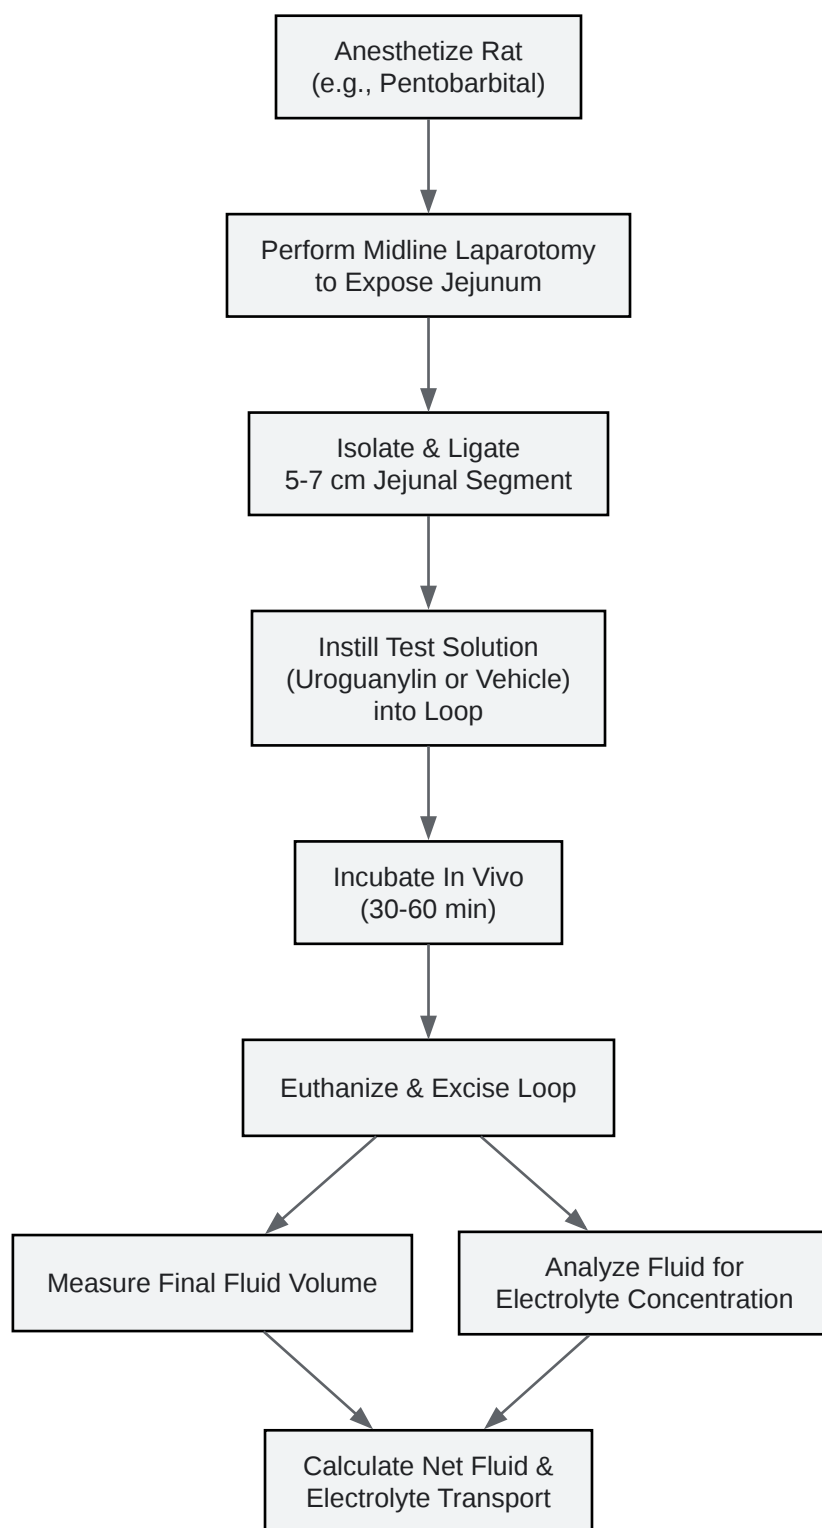 Anesthetize Rat
(e.g., Pentobarbital)
Perform Midline Laparotomy
to Expose Jejunum
Isolate & Ligate
5-7 cm Jejunal Segment
Instill Test Solution
(Uroguanylin or Vehicle)
into Loop
Incubate In Vivo
(30-60 min)
Euthanize & Excise Loop
Measure Final Fluid Volume
Analyze Fluid for
Electrolyte Concentration
Calculate Net Fluid &
Electrolyte Transport